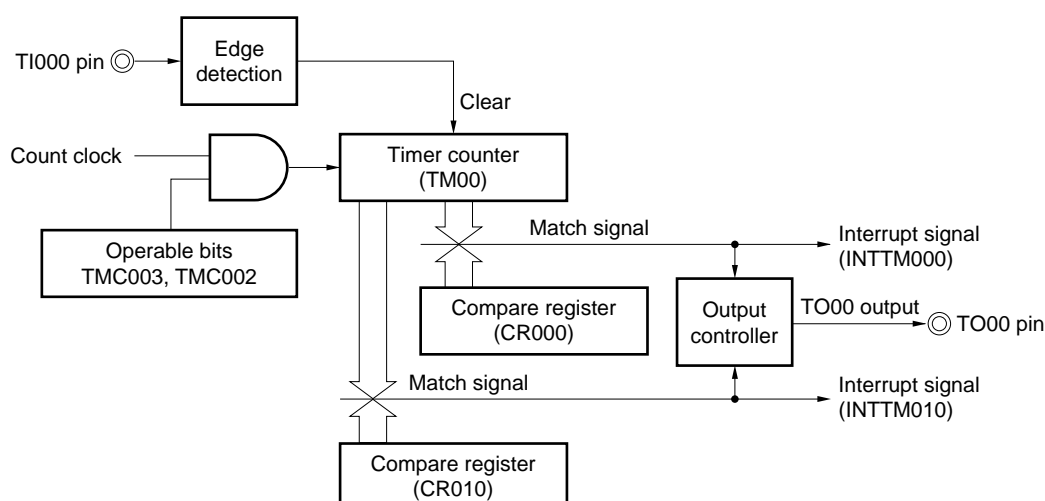 Edge
detection
TI000 pin
Clear
Count clock
Timer counter
(TM00)
Operable bits
TMC003, TMC002
Match signal
Interrupt signal
(INTTM000)
Compare register
(CR000)
Output
controller
TO00 output
TO00 pin
Match signal
Interrupt signal
(INTTM010)
Compare register
(CR010)